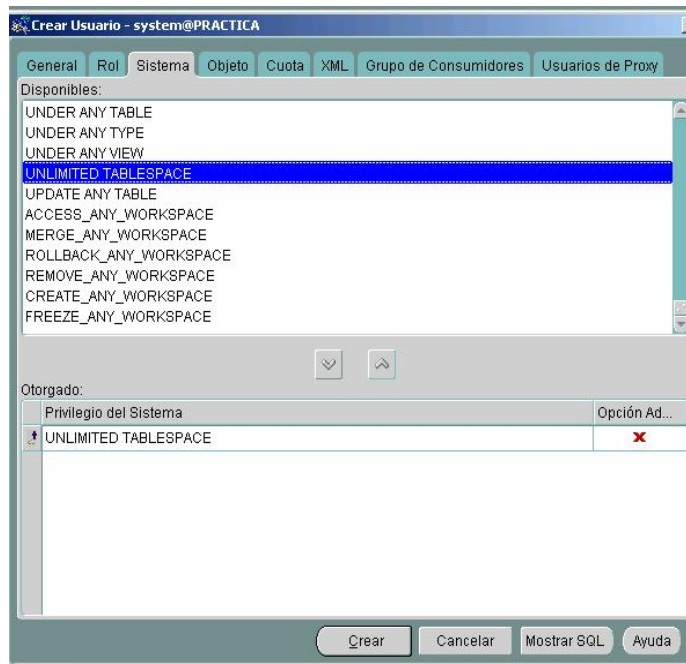 Crear Usuario - system@PRACTICA
General Rol Sistema Objeto Cuota XML Grupo de Consumidores Usuarios de Proxy
Disponibles:
UNDER ANY TABLE
UNDER ANY TYPE
UNDER ANY VIEW
UNLIMITED TABLESPACE
UPDATE ANY TABLE
ACCESS_ANY_WORKSPACE
MERGE_ANY_WORKSPACE
ROLLBACK_ANY_WORKSPACE
REMOVE_ANY_WORKSPACE
CREATE_ANY_WORKSPACE
FREEZE_ANY_WORKSPACE
Otorgado:
Privilegio del Sistema Opción Ad...
UNLIMITED TABLESPACE
Crear Cancelar Mostrar SQL Ayuda